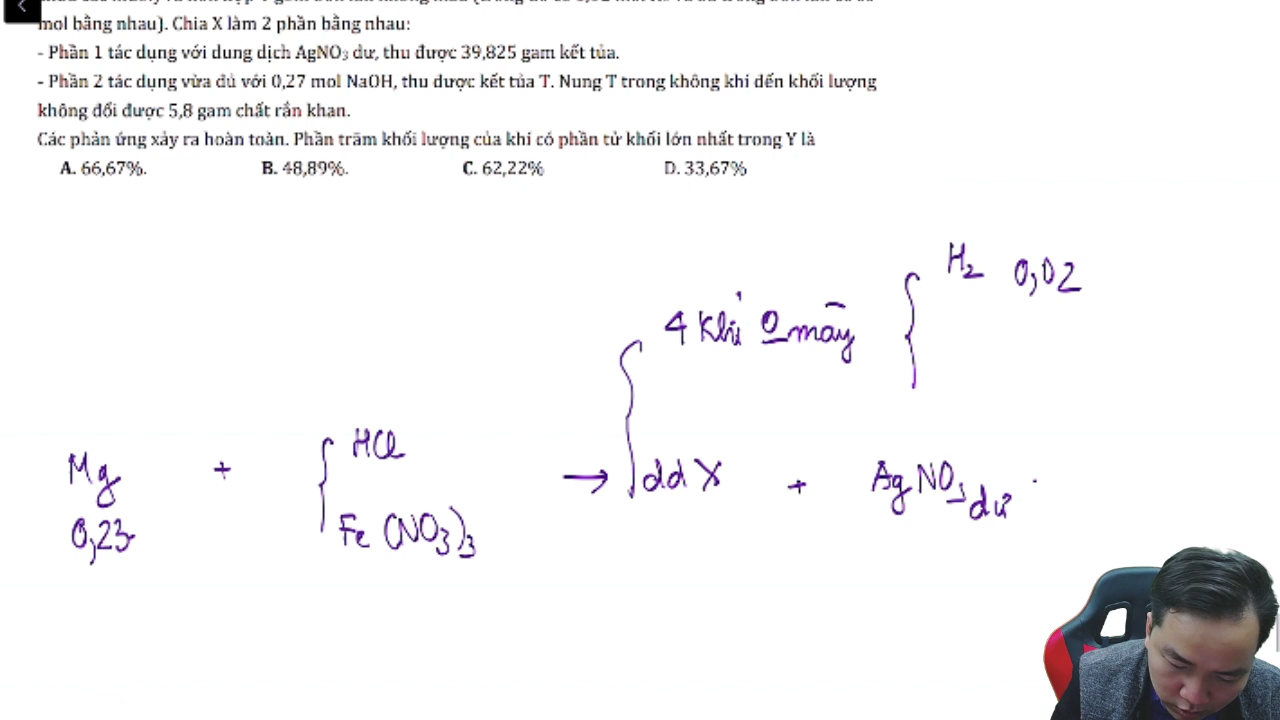 mol bằng nhau). Chia X làm 2 phần bằng nhau:
- Phần 1 tác dụng với dung dịch AgNO₃ dư, thu được 39,825 gam kết tủa.
- Phần 2 tác dụng vừa đủ với 0,27 mol NaOH, thu được kết tủa T. Nung T trong không khí đến khối lượng
không đổi được 5,8 gam chất rắn khan.
Các phản ứng xảy ra hoàn toàn. Phần trăm khối lượng của khí có phần tử khối lớn nhất trong Y là
A. 66,67%. B. 48,89%. C. 62,22% D. 33,67%
H₂ 0,02
4 khí 0 màu
HCl
Mg + → dd X + AgNO₃ dư
0,23 Fe(NO₃)₃